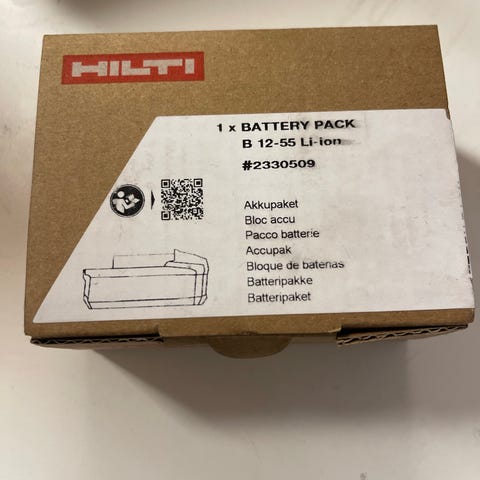 HILTI
1 x BATTERY PACK
B 12-55 Li-ion
#2330509
Akkupaket
Bloc accu
Pacco batterie
Accupak
Bloque de baterias
Batteripakke
Batteripaket